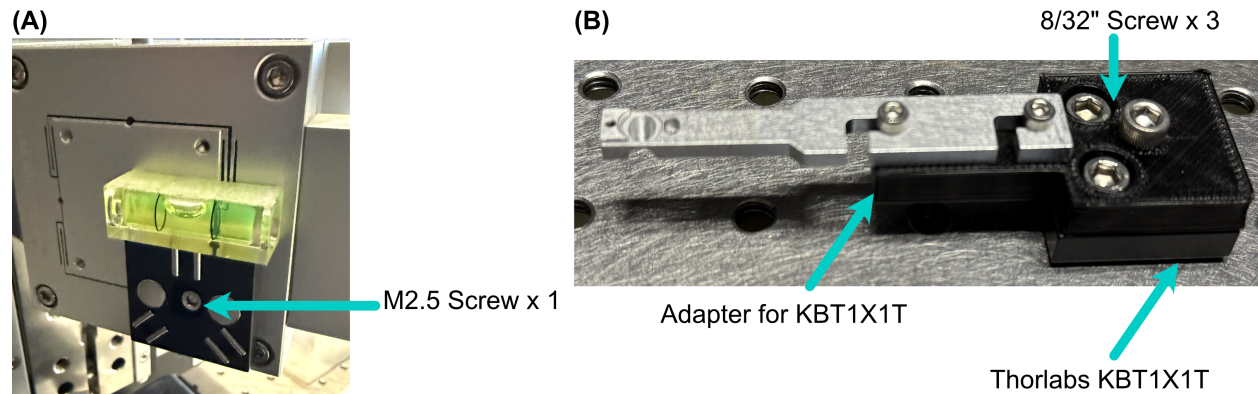 (A)
(B)
8/32" Screw x 3
M2.5 Screw x 1
Adapter for KBT1X1T
Thorlabs KBT1X1T